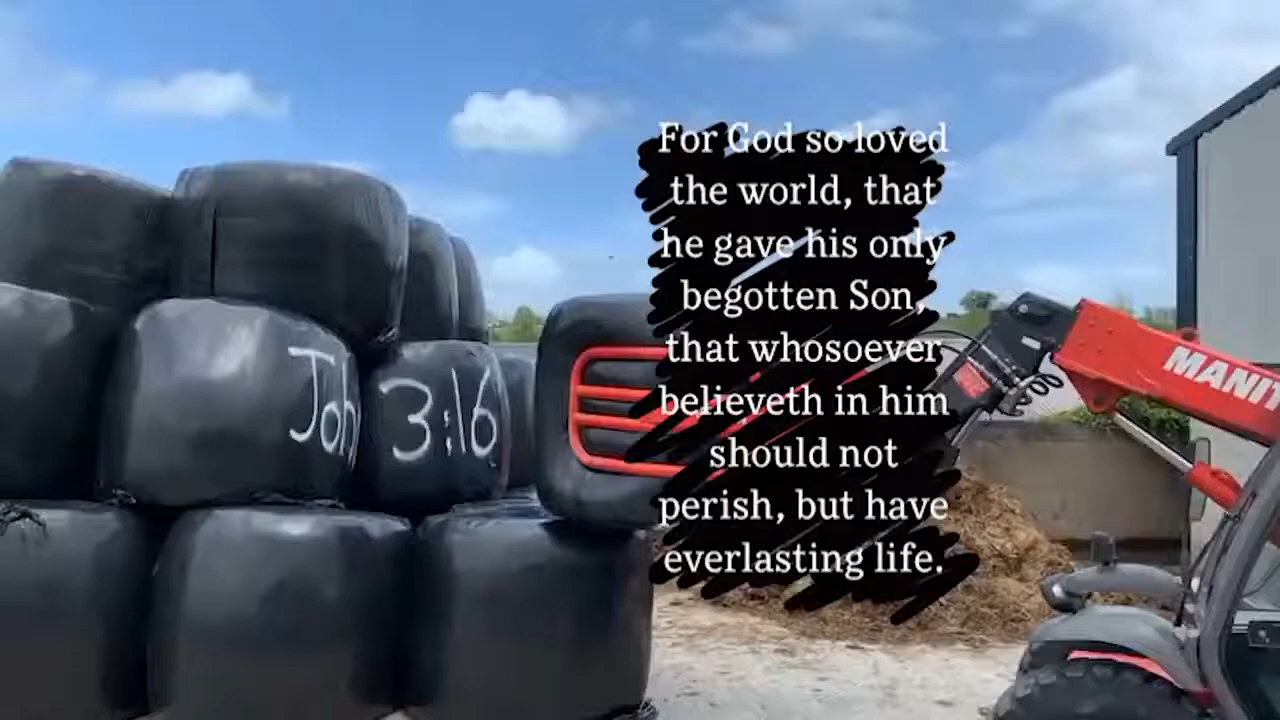 For God so loved
the world, that
he gave his only
begotten Son,
that whosoever
believeth in him
should not
perish, but have
everlasting life.
Joh 3:16
MANIT